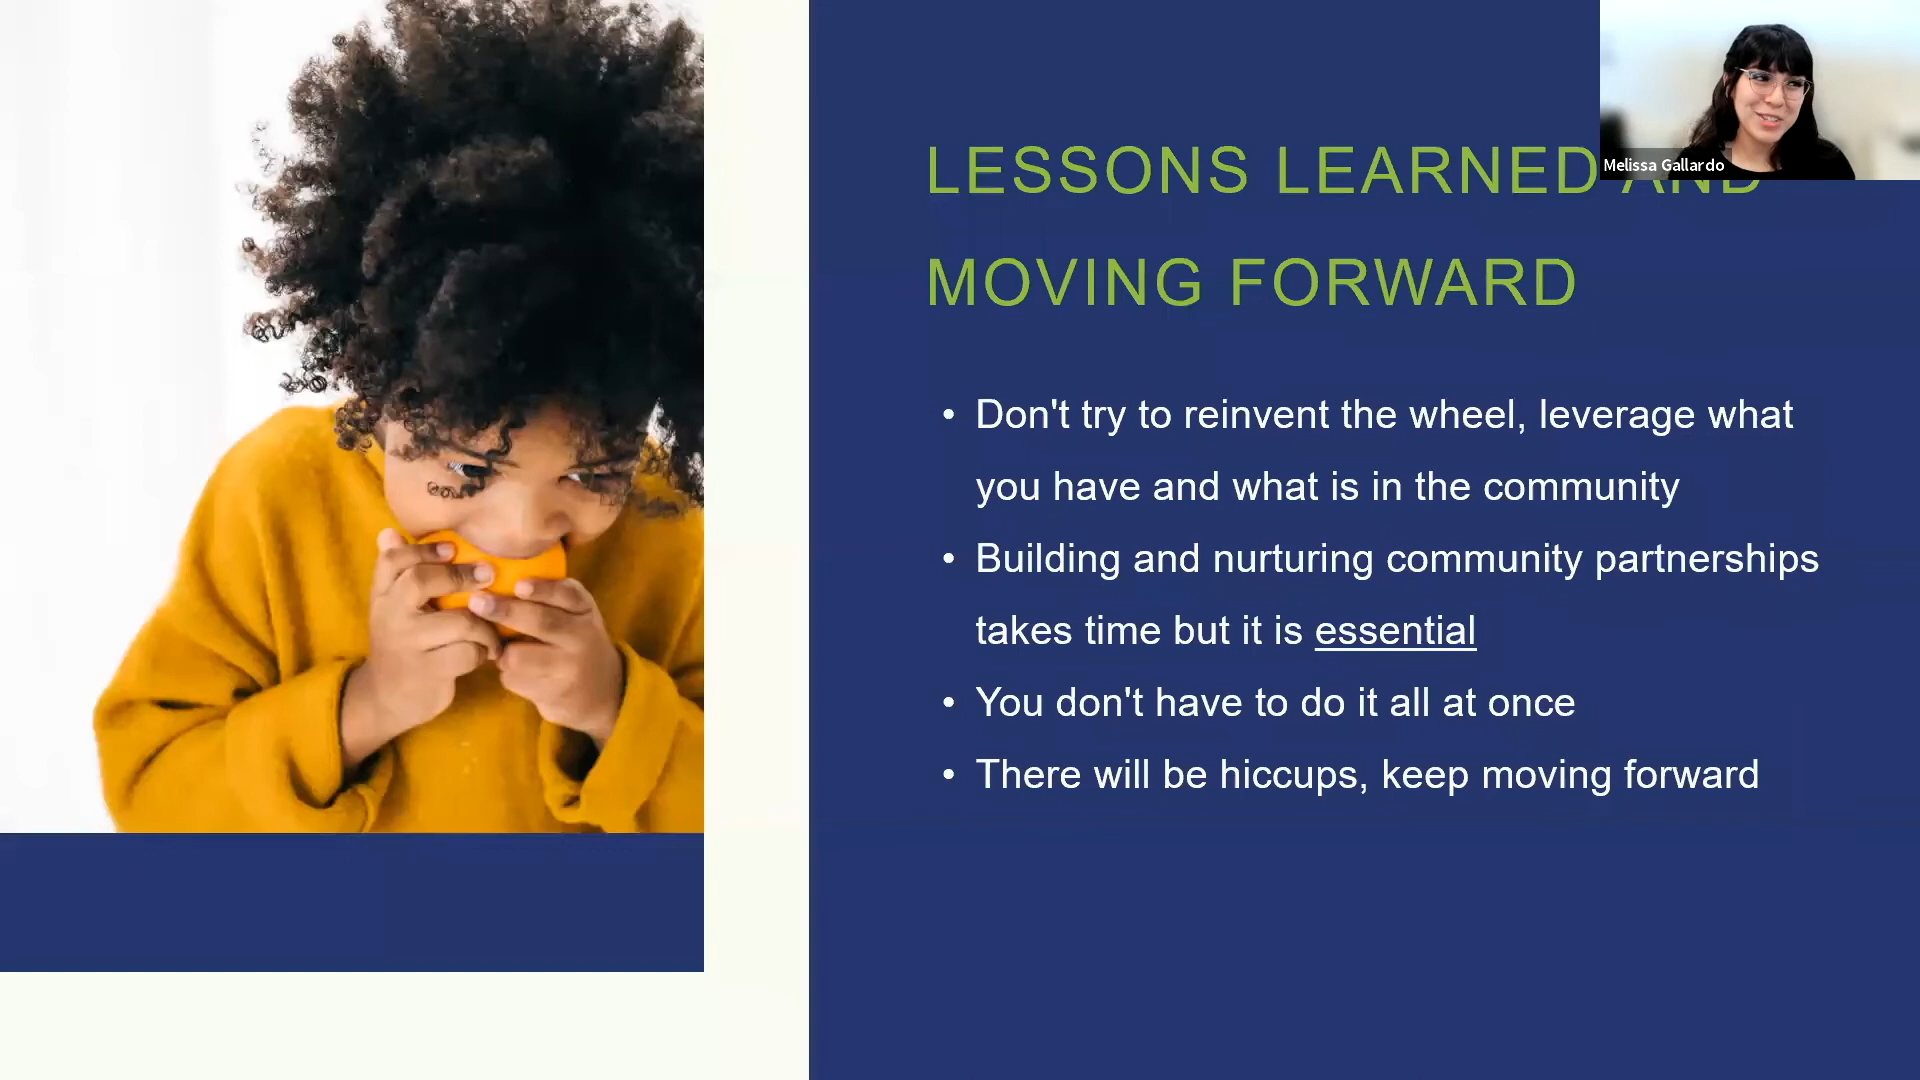 LESSONS LEARNED AND
MOVING FORWARD
Melissa Gallardo
• Don't try to reinvent the wheel, leverage what
you have and what is in the community
• Building and nurturing community partnerships
takes time but it is essential
• You don't have to do it all at once
• There will be hiccups, keep moving forward